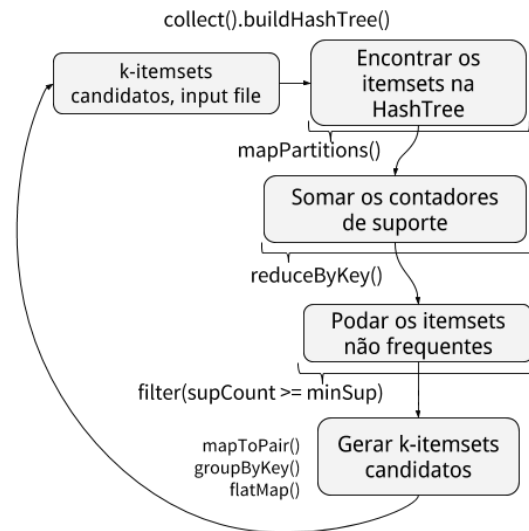 collect().buildHashTree()
k-itemsets
candidatos, input file
Encontrar os
itemsets na
HashTree
mapPartitions()
Somar os contadores
de suporte
reduceByKey()
Podar os itemsets
não frequentes
filter(supCount >= minSup)
mapToPair()
groupByKey()
flatMap()
Gerar k-itemsets
candidatos